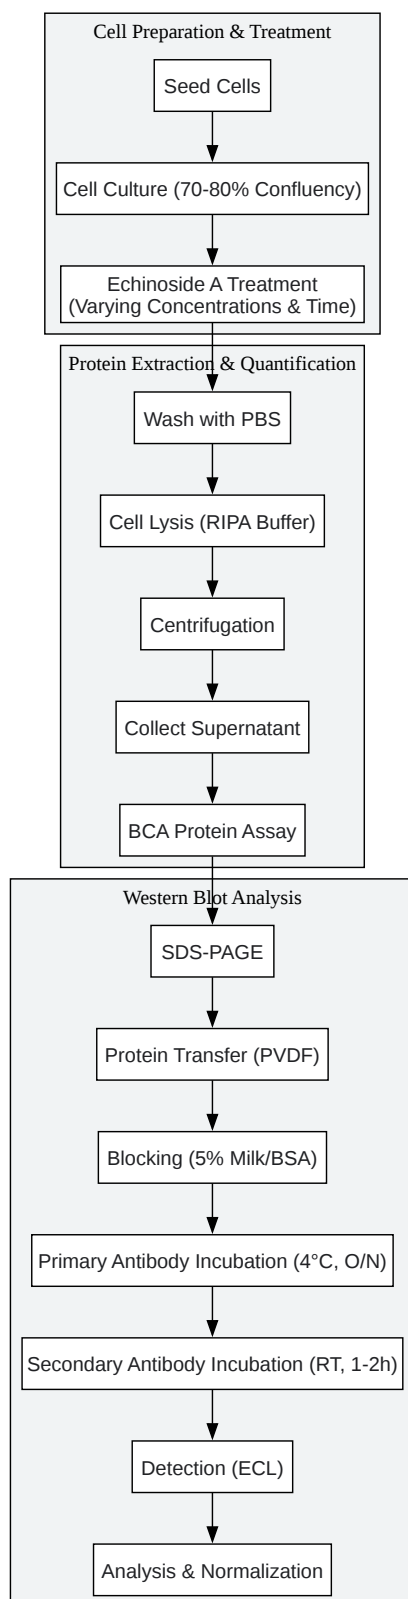 Cell Preparation & Treatment
Seed Cells
Cell Culture (70-80% Confluency)
Echinoside A Treatment
(Varying Concentrations & Time)
Protein Extraction & Quantification
Wash with PBS
Cell Lysis (RIPA Buffer)
Centrifugation
Collect Supernatant
BCA Protein Assay
Western Blot Analysis
SDS-PAGE
Protein Transfer (PVDF)
Blocking (5% Milk/BSA)
Primary Antibody Incubation (4°C, O/N)
Secondary Antibody Incubation (RT, 1-2h)
Detection (ECL)
Analysis & Normalization